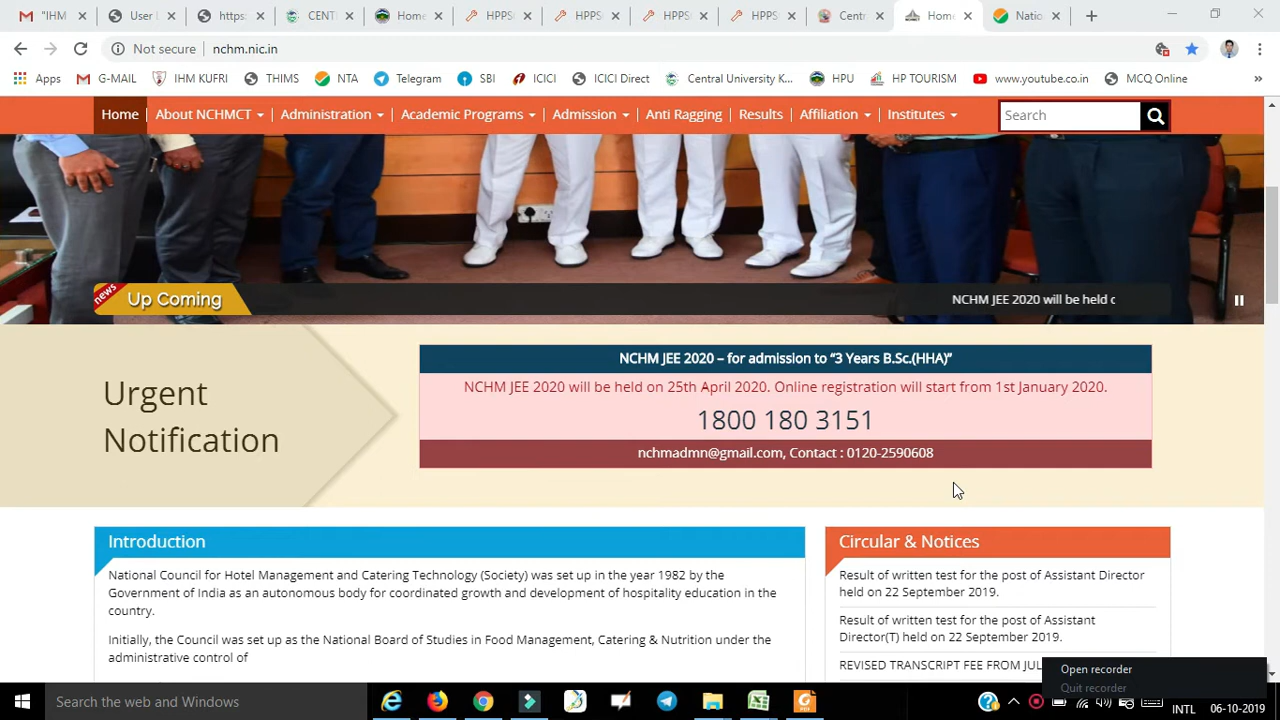 "IHM
User I
https:
CENTI
Home
HPPS
HPPS
HPPS
HPPS
Centr
Home
Natio
Not secure
nchm.nic.in
Apps
G-MAIL
IHM KUFRI
THIMS
NTA
Telegram
SBI
ICICI
ICICI Direct
Central University K...
HPU
HP TOURISM
www.youtube.co.in
MCQ Online
»
Home
About NCHMCT
Administration
Academic Programs
Admission
Anti Ragging
Results
Affiliation
Institutes
Search
news
Up Coming
NCHM JEE 2020 will be held c
Urgent
Notification
NCHM JEE 2020 – for admission to “3 Years B.Sc.(HHA)”
NCHM JEE 2020 will be held on 25th April 2020. Online registration will start from 1st January 2020.
1800 180 3151
nchmadmn@gmail.com, Contact : 0120-2590608
Introduction
National Council for Hotel Management and Catering Technology (Society) was set up in the year 1982 by the
Government of India as an autonomous body for coordinated growth and development of hospitality education in the
country.
Initially, the Council was set up as the National Board of Studies in Food Management, Catering & Nutrition under the
administrative control of
Circular & Notices
Result of written test for the post of Assistant Director
held on 22 September 2019.
Result of written test for the post of Assistant
Director(T) held on 22 September 2019.
REVISED TRANSCRIPT FEE FROM JUL
Open recorder
Quit recorder
Search the web and Windows
INTL
06-10-2019